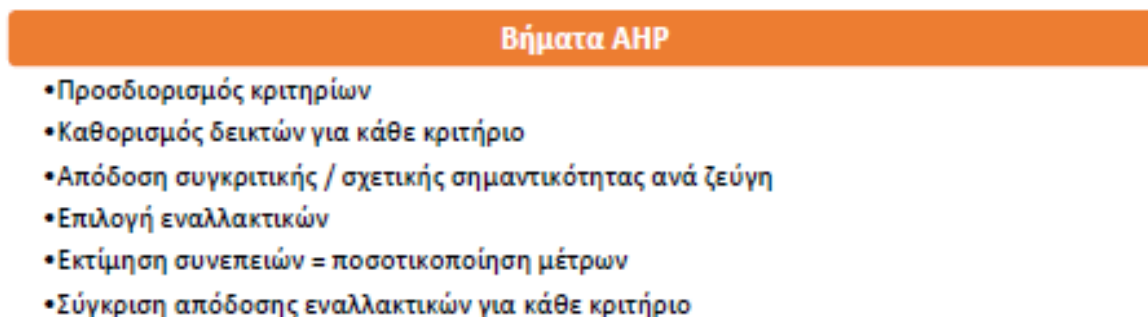 Βήματα AHP
•Προσδιορισμός κριτηρίων
•Καθορισμός δεικτών για κάθε κριτήριο
•Απόδοση συγκριτικής / σχετικής σημαντικότητας ανά ζεύγη
•Επιλογή εναλλακτικών
•Εκτίμηση συνεπειών = ποσοτικοποίηση μέτρων
•Σύγκριση απόδοσης εναλλακτικών για κάθε κριτήριο